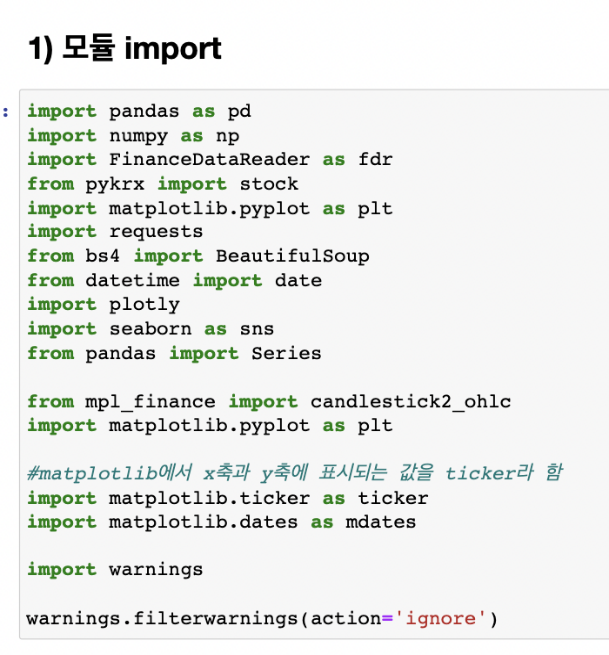 1) 모듈 import
:
import pandas as pd
import numpy as np
import FinanceDataReader as fdr
from pykrx import stock
import matplotlib.pyplot as plt
import requests
from bs4 import BeautifulSoup
from datetime import date
import plotly
import seaborn as sns
from pandas import Series
from mpl_finance import candlestick2_ohlc
import matplotlib.pyplot as plt
#matplotlib에서 x축과 y축에 표시되는 값을 ticker라 함
import matplotlib.ticker as ticker
import matplotlib.dates as mdates
import warnings
warnings.filterwarnings(action='ignore')